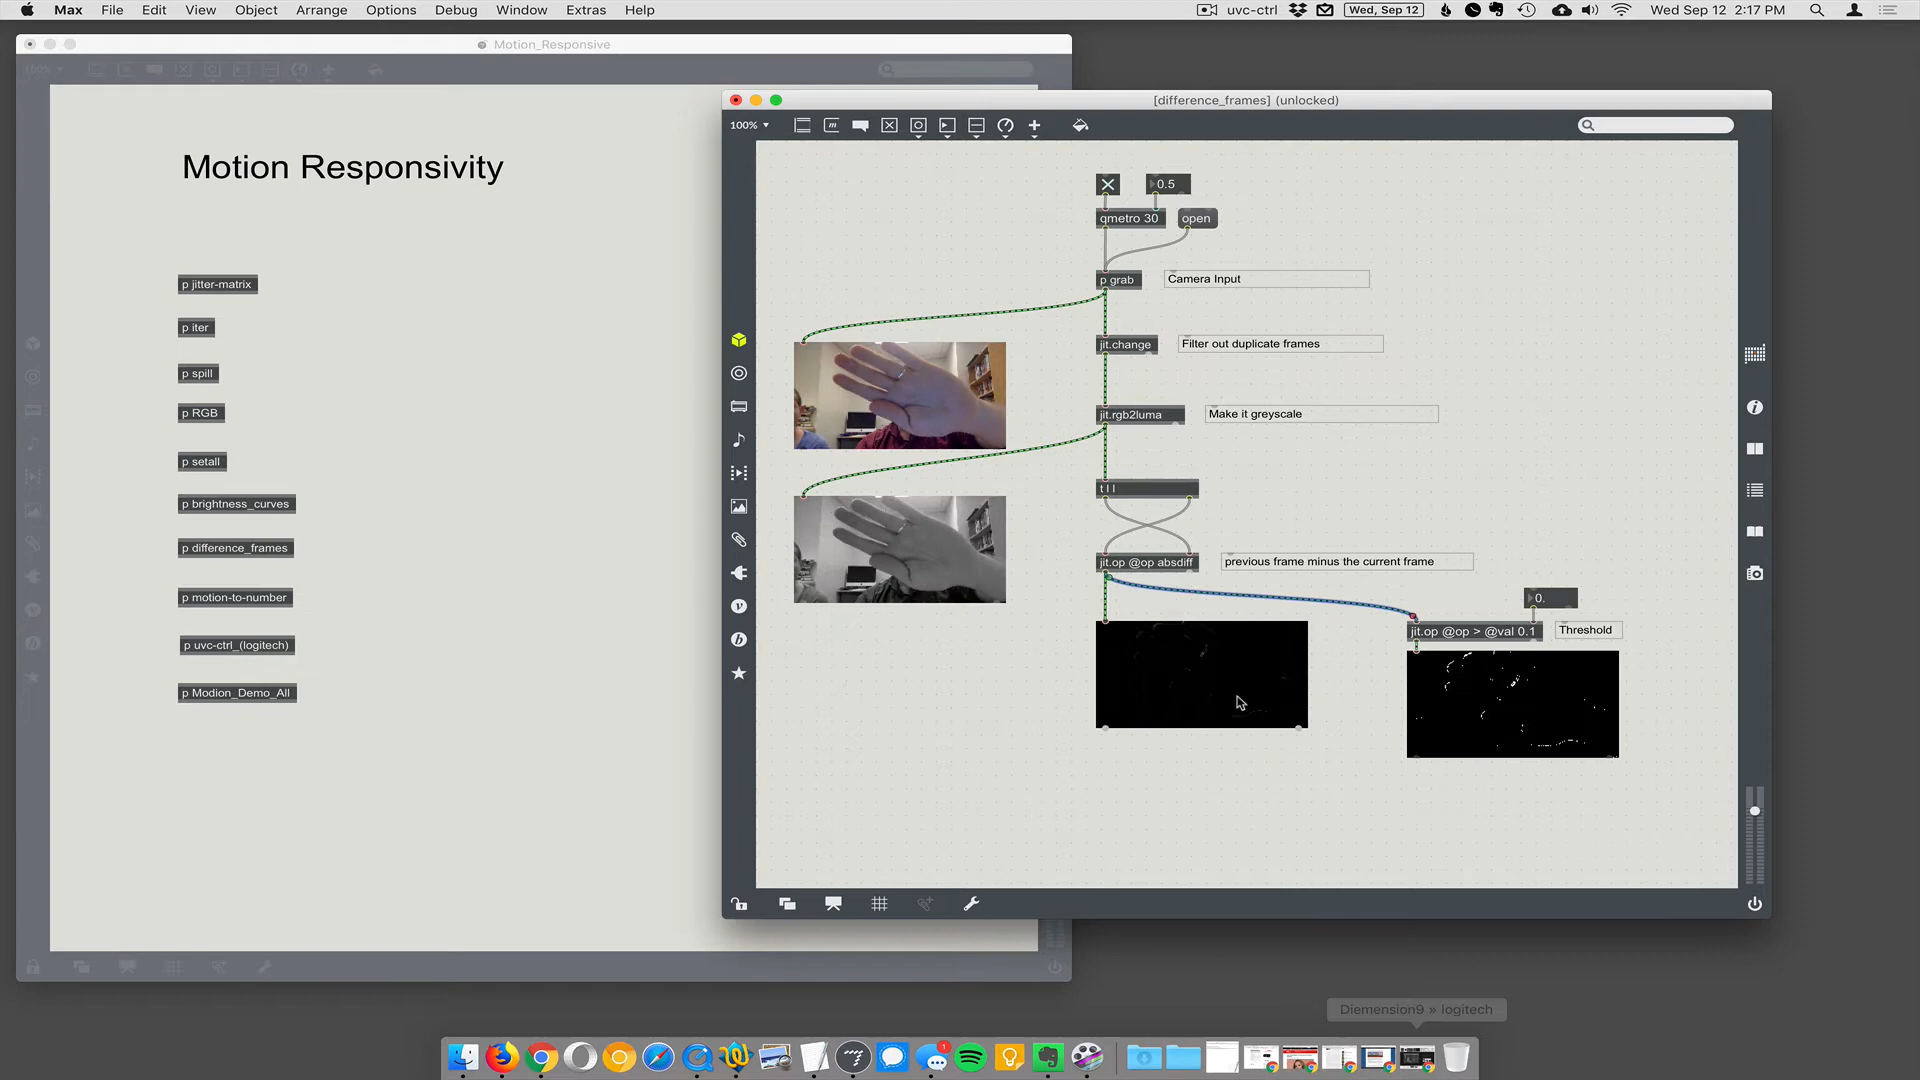 Max File Edit View Object Arrange Options Debug Window Extras Help
uvc-ctrl Wed, Sep 12 Wed Sep 12 2:17 PM
Motion_Responsive
100%
[difference_frames] (unlocked)
100%
Motion Responsivity
p jitter-matrix
p iter
p spill
p RGB
p setall
p brightness_curves
p difference_frames
p motion-to-number
p uvc-ctrl_(logitech)
p Modion_Demo_All
0.5
qmetro 30
open
p grab
Camera Input
jit.change
Filter out duplicate frames
jit.rgb2luma
Make it greyscale
t l l
jit.op @op absdiff
previous frame minus the current frame
0.
jit.op @op > @val 0.1
Threshold
Diemension9 » logitech
1